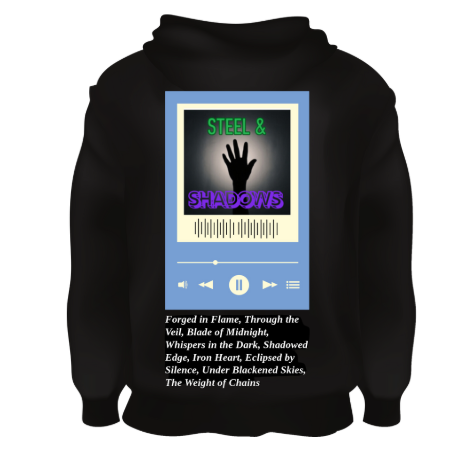 STEEL &
SHADOWS
Forged in Flame, Through the
Veil, Blade of Midnight,
Whispers in the Dark, Shadowed
Edge, Iron Heart, Eclipsed by
Silence, Under Blackened Skies,
The Weight of Chains